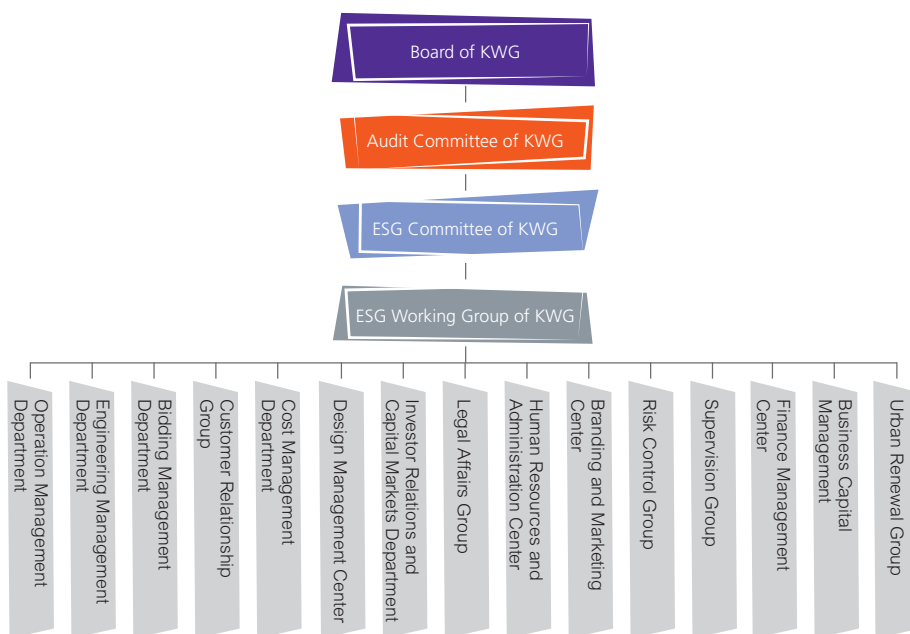 Board of KWG
Audit Committee of KWG
ESG Committee of KWG
ESG Working Group of KWG
Operation Management
Department
Engineering Management
Department
Bidding Management
Department
Customer Relationship
Group
Cost Management
Department
Design Management Center
Investor Relations and
Capital Markets Department
Legal Affairs Group
Human Resources and
Administration Center
Branding and Marketing
Center
Risk Control Group
Supervision Group
Finance Management
Center
Business Capital
Management
Urban Renewal Group